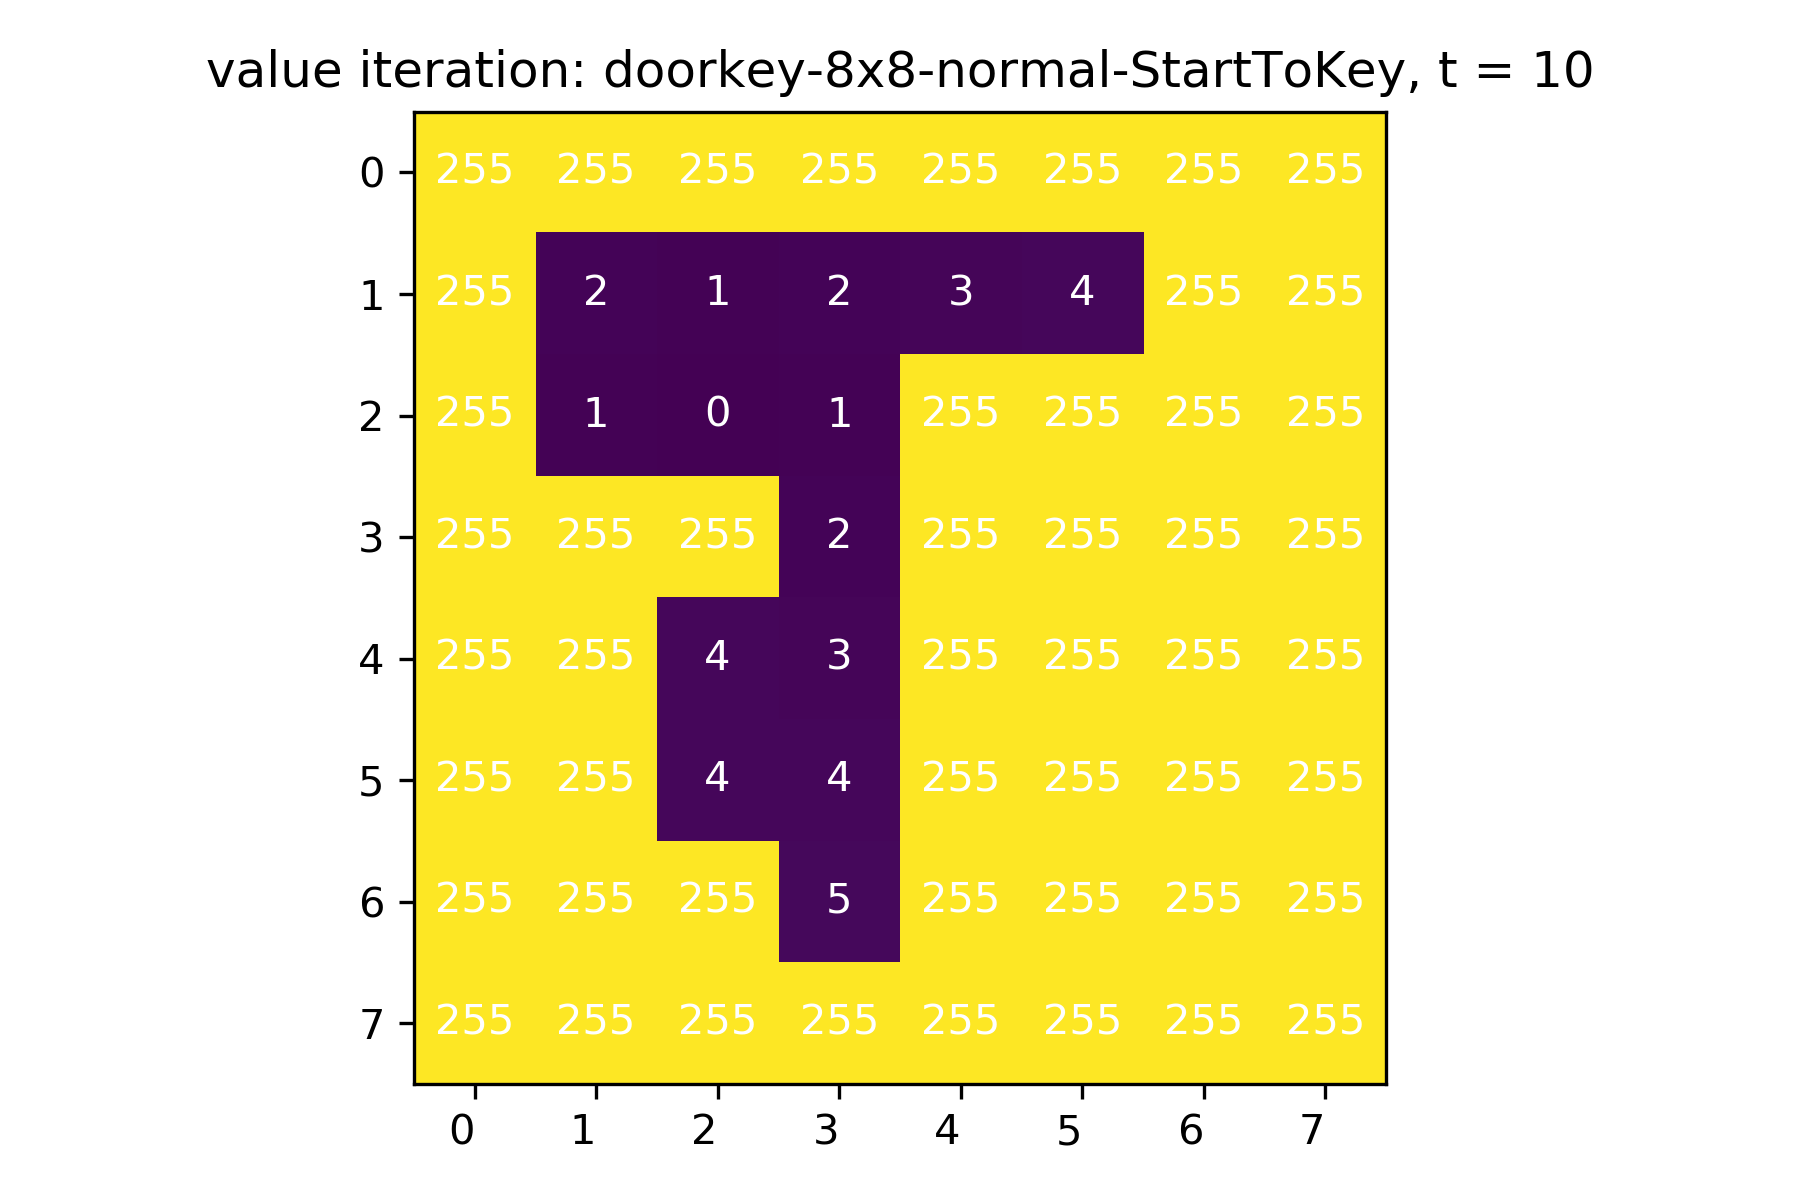 value iteration: doorkey-8x8-normal-StartToKey, t = 10
0 255 255 255 255 255 255 255 255
1 255 2 1 2 3 4 255 255
2 255 1 0 1 255 255 255 255
3 255 255 255 2 255 255 255 255
4 255 255 4 3 255 255 255 255
5 255 255 4 4 255 255 255 255
6 255 255 255 5 255 255 255 255
7 255 255 255 255 255 255 255 255
0 1 2 3 4 5 6 7